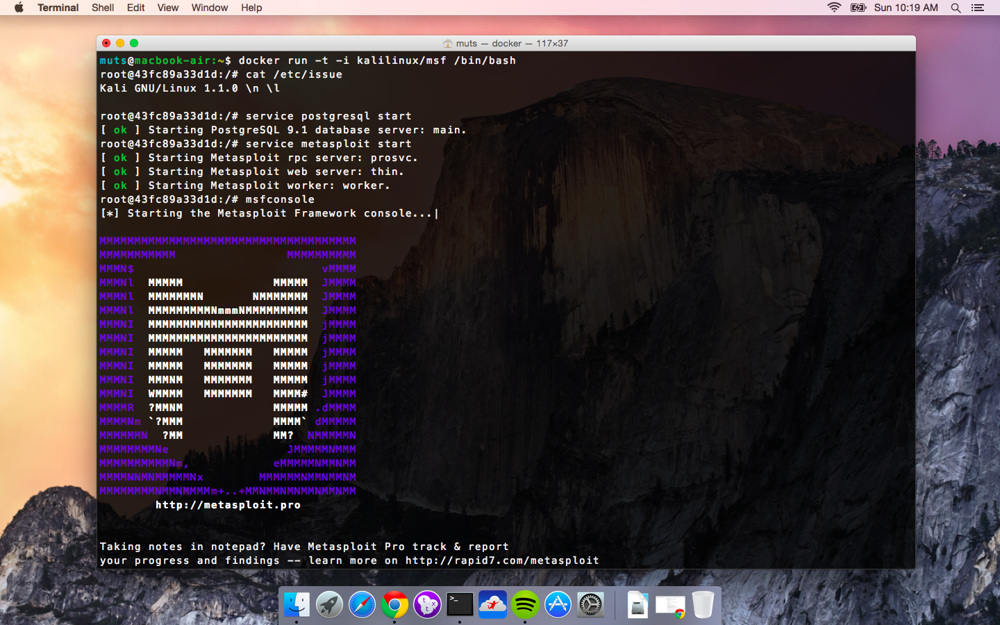 Terminal Shell Edit View Window Help Sun 10:19 AM
muts — docker — 117×37
muts@macbook-air:~$ docker run -t -i kalilinux/msf /bin/bash
root@43fc89a33d1d:/# cat /etc/issue
Kali GNU/Linux 1.1.0 \n \l
root@43fc89a33d1d:/# service postgresql start
[ ok ] Starting PostgreSQL 9.1 database server: main.
root@43fc89a33d1d:/# service metasploit start
[ ok ] Starting Metasploit rpc server: prosvc.
[ ok ] Starting Metasploit web server: thin.
[ ok ] Starting Metasploit worker: worker.
root@43fc89a33d1d:/# msfconsole
[*] Starting the Metasploit Framework console...|
MMMMMMMMMMMMMMMMMMMMMMMMMMMMMMMMMMMMM
MMMMMMMMMMM                MMMMMMMMMM
MMMN$                           vMMMM
MMMNl  MMMMM             MMMMM  JMMMM
MMMNl  MMMMMMMN       NMMMMMMM  JMMMM
MMMNl  MMMMMMMMMNmmmNMMMMMMMMM  JMMMM
MMMNI  MMMMMMMMMMMMMMMMMMMMMMM  jMMMM
MMMNI  MMMMMMMMMMMMMMMMMMMMMMM  jMMMM
MMMNI  MMMMM   MMMMMMM   MMMMM  jMMMM
MMMNI  MMMMM   MMMMMMM   MMMMM  jMMMM
MMMNI  MMMNM   MMMMMMM   MMMMM  jMMMM
MMMNI  WMMMM   MMMMMMM   MMMM#  JMMMM
MMMMR  ?MMNM             MMMMM .dMMMM
MMMMNm `?MMM             MMMM` dMMMMM
MMMMMMN  ?MM             MM?  NMMMMMN
MMMMMMMMNe                 JMMMMMNMMM
MMMMMMMMMMNm,            eMMMMMNMMNMM
MMMMNNMNMMMMMNx        MMMMMMNMMNMMNM
MMMMMMMMNMMNMMMMm+..+MMNMMNMNMMNMMNMM
http://metasploit.pro
Taking notes in notepad? Have Metasploit Pro track & report
your progress and findings -- learn more on http://rapid7.com/metasploit